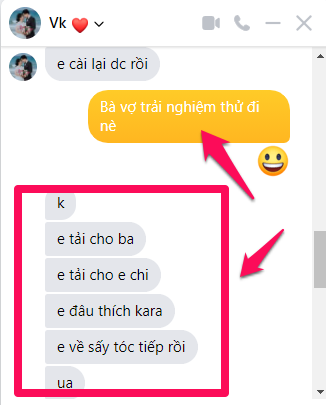 Vk ❤️
e cài lại dc rồi
Bà vợ trải nghiệm thử đi
nè
😃
k
e tải cho ba
e tải cho e chi
e đâu thích kara
e về sấy tóc tiếp rồi
ua